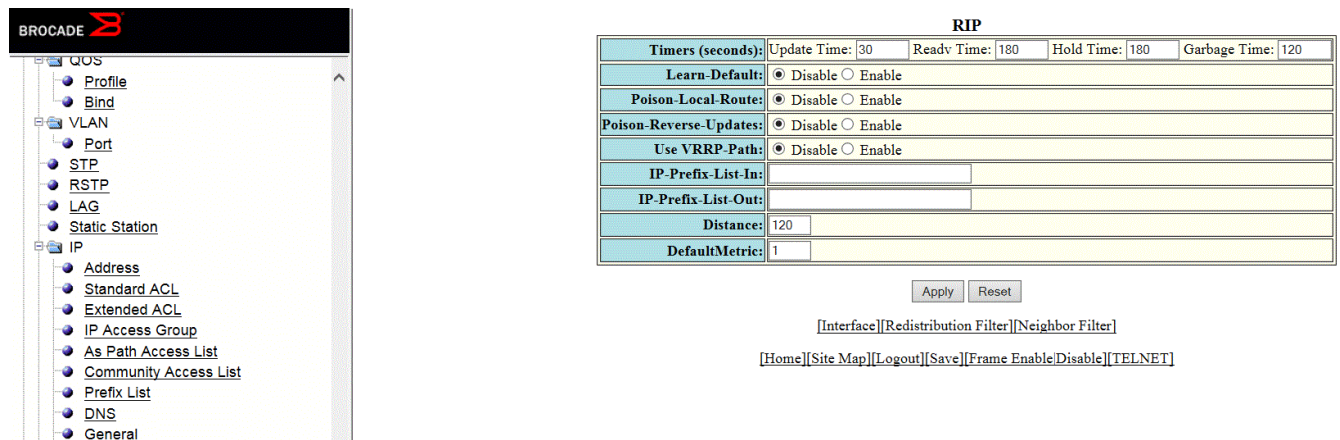 BROCADE
QOS
Profile
Bind
VLAN
Port
STP
RSTP
LAG
Static Station
IP
Address
Standard ACL
Extended ACL
IP Access Group
As Path Access List
Community Access List
Prefix List
DNS
General
RIP
Timers (seconds): Update Time: 30 Ready Time: 180 Hold Time: 180 Garbage Time: 120
Learn-Default: Disable Enable
Poison-Local-Route: Disable Enable
Poison-Reverse-Updates: Disable Enable
Use VRRP-Path: Disable Enable
IP-Prefix-List-In:
IP-Prefix-List-Out:
Distance: 120
DefaultMetric: 1
Apply Reset
[Interface][Redistribution Filter][Neighbor Filter]
[Home][Site Map][Logout][Save][Frame Enable|Disable][TELNET]